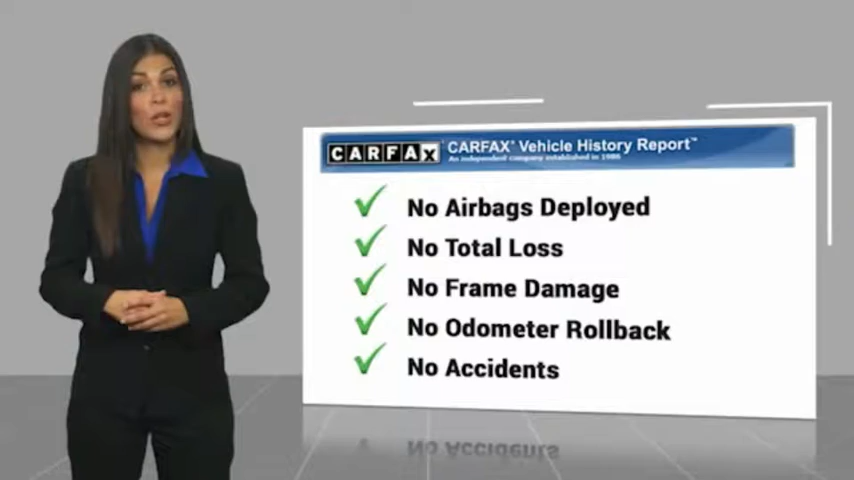 CARFAX CARFAX® Vehicle History Report™
An independent company established in 1986
No Airbags Deployed
No Total Loss
No Frame Damage
No Odometer Rollback
No Accidents